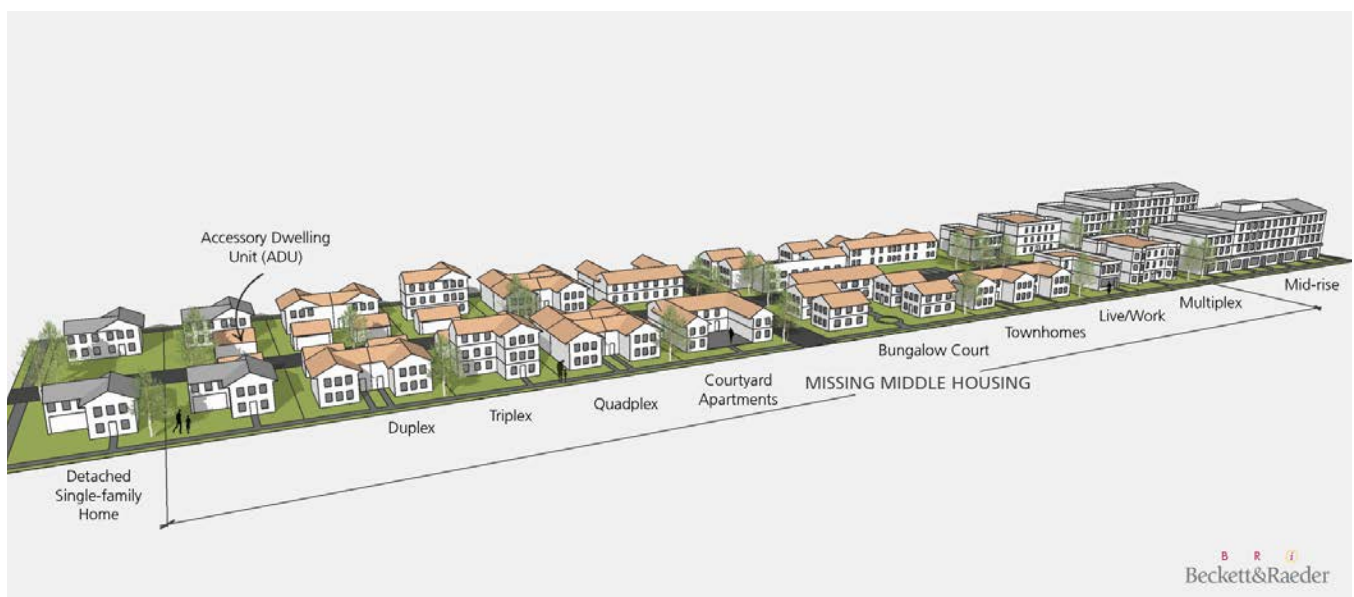 Accessory Dwelling
Unit (ADU)
Detached
Single-family
Home
Duplex
Triplex
Quadplex
Courtyard
Apartments
Bungalow Court
Townhomes
Live/Work
Multiplex
Mid-rise
MISSING MIDDLE HOUSING
B R i
Beckett&Raeder